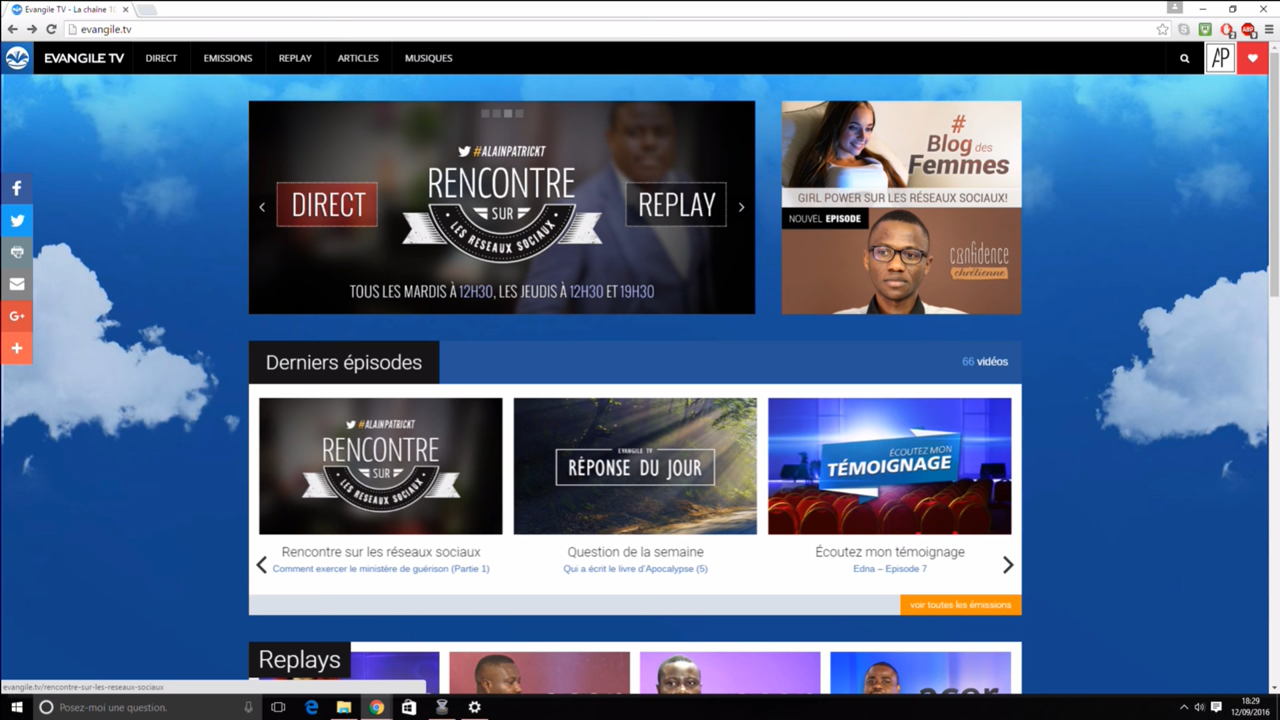 Evangile TV - La chaine 1
evangile.tv
EVANGILE TV
DIRECT
EMISSIONS
REPLAY
ARTICLES
MUSIQUES
AP
#ALAINPATRICKT
RENCONTRE
SUR
LES RESEAUX SOCIAUX
DIRECT
REPLAY
TOUS LES MARDIS À 12H30, LES JEUDIS À 12H30 ET 19H30
#
Blog des
Femmes
GIRL POWER SUR LES RÉSEAUX SOCIAUX!
NOUVEL EPISODE
confidence
chrétienne
G+
Derniers épisodes
66 vidéos
#ALAINPATRICKT
RENCONTRE
SUR
LES RESEAUX SOCIAUX
EVANGILE TV
RÉPONSE DU JOUR
ÉCOUTEZ MON
TÉMOIGNAGE
Rencontre sur les réseaux sociaux
Comment exercer le ministère de guérison (Partie 1)
Question de la semaine
Qui a écrit le livre d'Apocalypse (5)
Écoutez mon témoignage
Edna – Episode 7
voir toutes les émissions
Replays
evangile.tv/rencontre-sur-les-reseaux-sociaux
Posez-moi une question.
18:29
12/09/2016